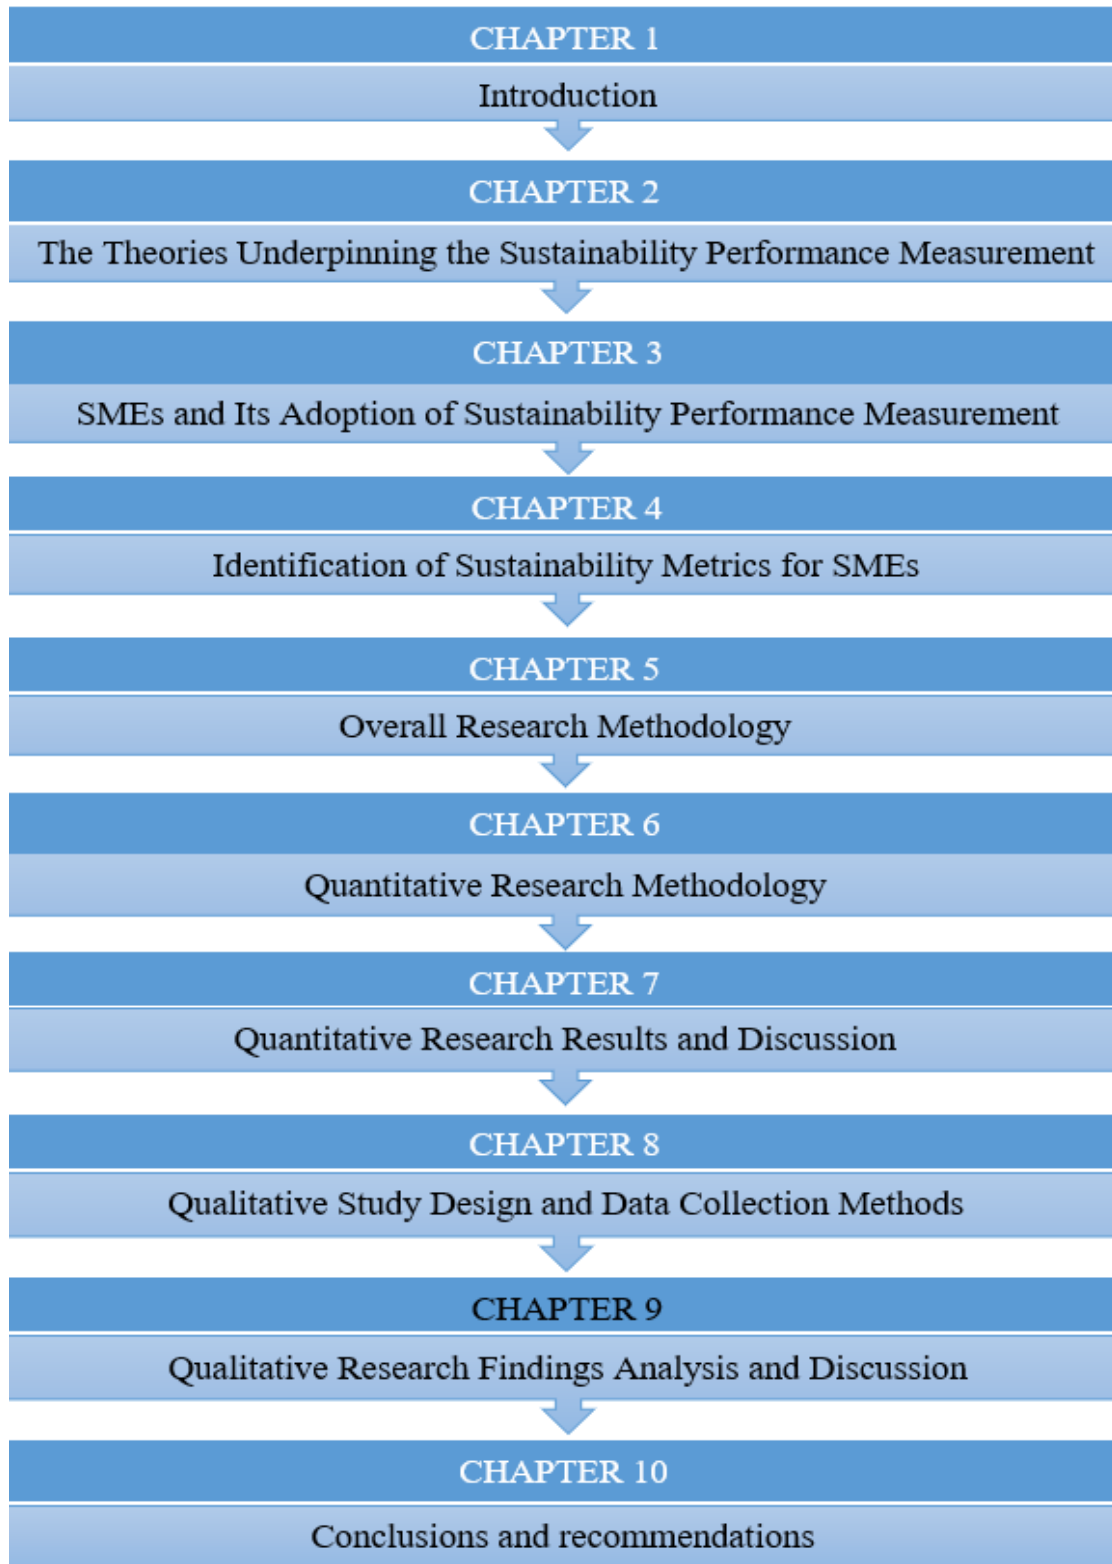 CHAPTER 1
Introduction
CHAPTER 2
The Theories Underpinning the Sustainability Performance Measurement
CHAPTER 3
SMEs and Its Adoption of Sustainability Performance Measurement
CHAPTER 4
Identification of Sustainability Metrics for SMEs
CHAPTER 5
Overall Research Methodology
CHAPTER 6
Quantitative Research Methodology
CHAPTER 7
Quantitative Research Results and Discussion
CHAPTER 8
Qualitative Study Design and Data Collection Methods
CHAPTER 9
Qualitative Research Findings Analysis and Discussion
CHAPTER 10
Conclusions and recommendations